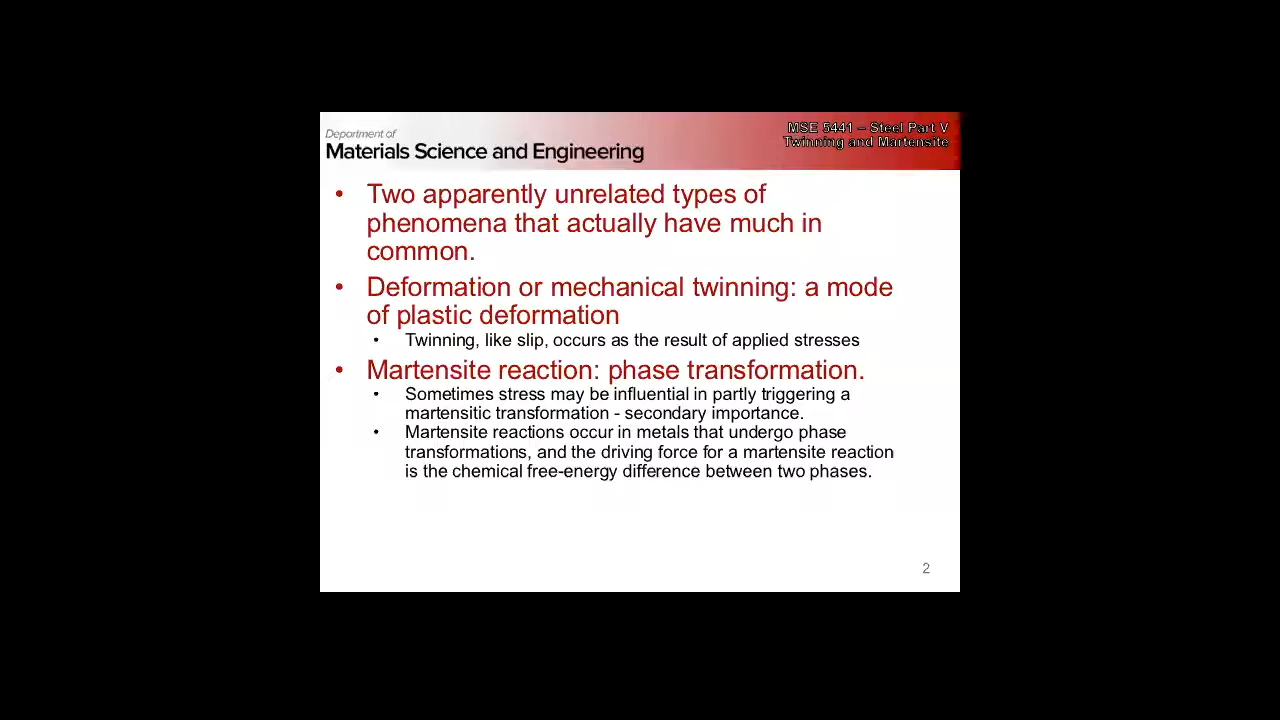 Department of
Materials Science and Engineering
MSE 5441 – Steel Part V
Twinning and Martensite
• Two apparently unrelated types of
phenomena that actually have much in
common.
• Deformation or mechanical twinning: a mode
of plastic deformation
• Twinning, like slip, occurs as the result of applied stresses
• Martensite reaction: phase transformation.
• Sometimes stress may be influential in partly triggering a
martensitic transformation - secondary importance.
• Martensite reactions occur in metals that undergo phase
transformations, and the driving force for a martensite reaction
is the chemical free-energy difference between two phases.
2